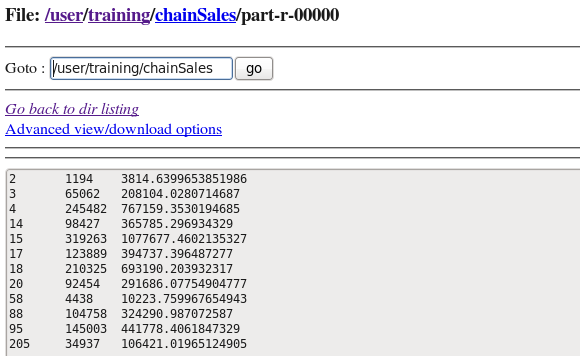 File: /user/training/chainSales/part-r-00000
Goto : /user/training/chainSales go
Go back to dir listing
Advanced view/download options
2 1194 3814.6399653851986
3 65062 208104.0280714687
4 245482 767159.3530194685
14 98427 365785.296934329
15 319263 1077677.4602135327
17 123889 394737.396487277
18 210325 693190.203932317
20 92454 291686.07754904777
58 4438 10223.759967654943
88 104758 324290.987072587
95 145003 441778.4061847329
205 34937 106421.01965124905